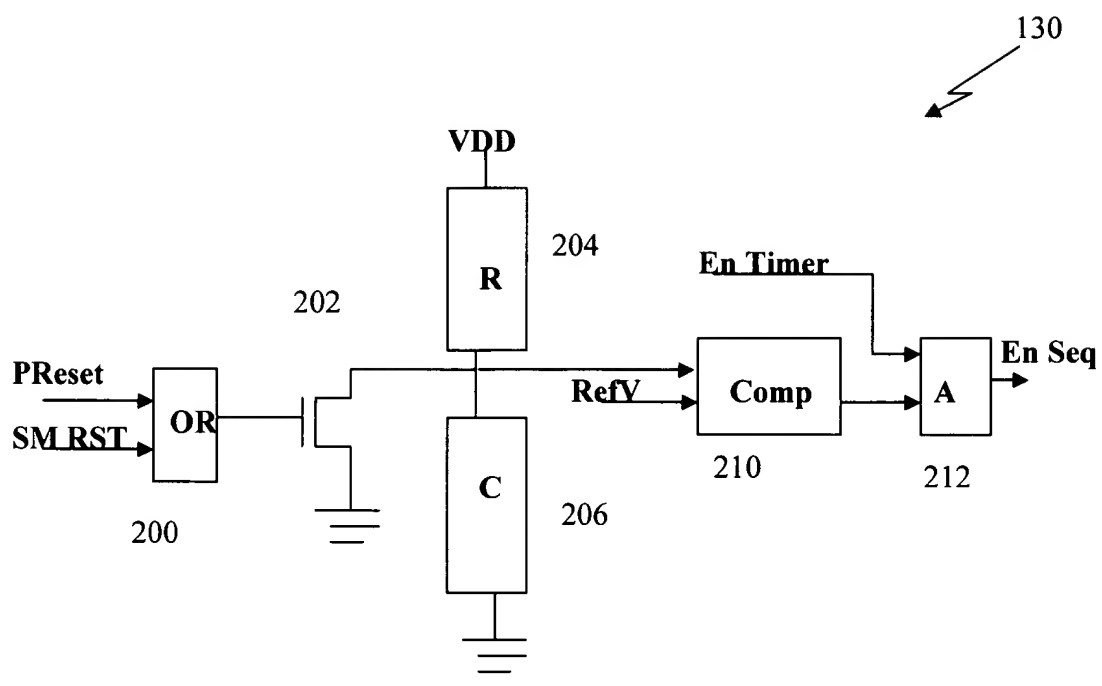 130
VDD
204
R
En Timer
202
PReset
En Seq
RefV
Comp
A
OR
SM RST
210
212
C
206
200